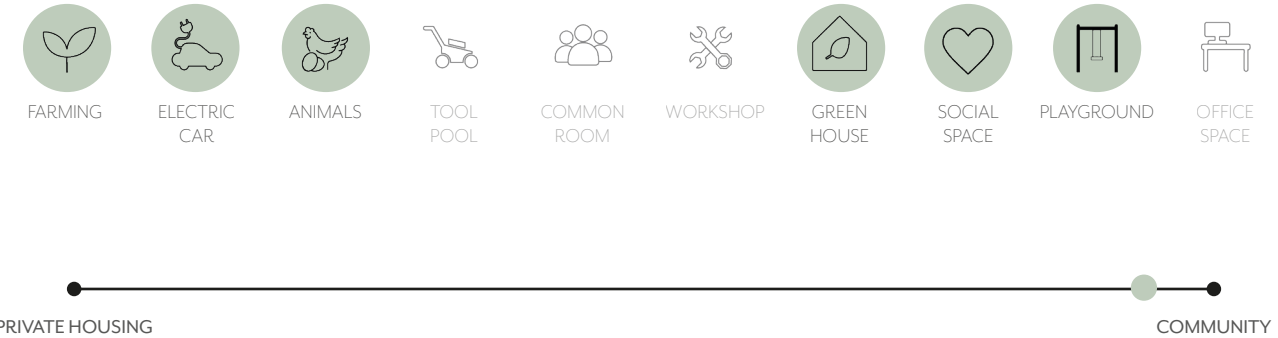 FARMING
ELECTRIC
CAR
ANIMALS
TOOL
POOL
COMMON
ROOM
WORKSHOP
GREEN
HOUSE
SOCIAL
SPACE
PLAYGROUND
OFFICE
SPACE
PRIVATE HOUSING
COMMUNITY